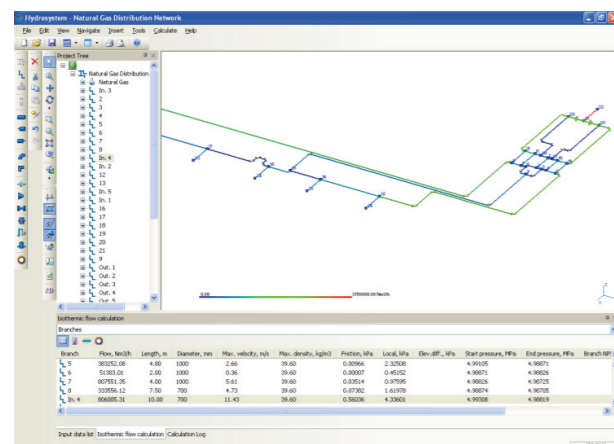 Hydrosystem - Natural Gas Distribution Network
File Edit View Navigate Insert Tools Calculate Help
Project Tree
Natural Gas Distribution
Natural Gas
In. 3
2
3
4
5
6
7
8
In. 4
In. 2
12
13
In. 5
In. 1
16
17
18
19
20
21
9
Out. 1
Out. 2
Out. 3
Out. 4
Out. 5
2D
0.00
Isothermic flow calculation
Branches
Branch Flow, Nm3/h Length, m Diameter, mm Max. velocity, m/s Max. density, kg/m3 Friction, kPa Local, kPa Elev.diff., kPa Start pressure, MPa End pressure, MPa Branch NPS
5 383252.08 4.80 1000 2.66 39.60 0.00966 2.32508 4.99105 4.98871
6 51303.01 2.00 1000 0.36 39.60 0.00007 0.45152 4.98871 4.98826
7 807551.35 4.00 1000 5.61 39.60 0.03514 0.97595 4.98826 4.98725
8 333556.12 7.50 700 4.73 39.60 0.07382 1.61978 4.98874 4.98705
In. 4 806085.31 10.00 700 11.43 39.60 0.56036 4.33601 4.99308 4.98819
Input data list Isothermic flow calculation Calculation Log